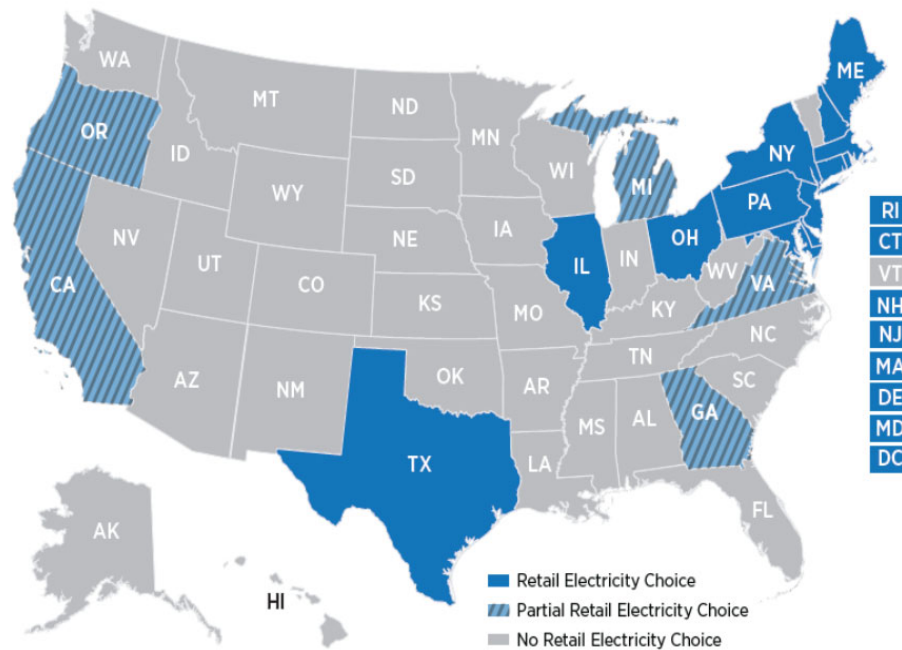 WA
MT
ND
MN
ME
OR
ID
SD
WI
MI
NY
WY
IA
PA
NE
RI
NV
OH
CT
UT
IL
IN
CA
CO
WV
VA
VT
KS
MO
KY
NH
NC
NJ
TN
MA
AZ
NM
OK
AR
SC
DE
MS
AL
GA
MD
TX
LA
DC
FL
AK
HI
Retail Electricity Choice
Partial Retail Electricity Choice
No Retail Electricity Choice